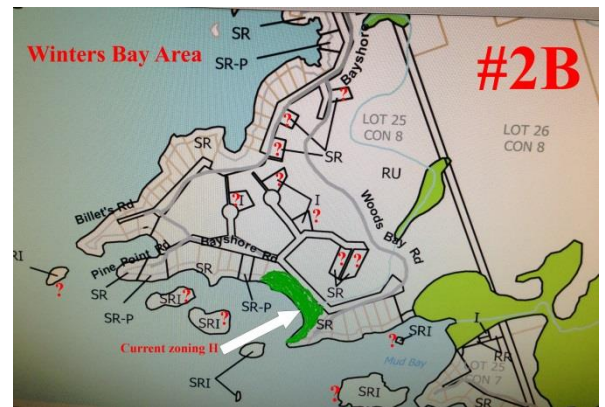 Winters Bay Area
#2B
SR
SR-P
Bayshore
?
LOT 25
CON 8
LOT 26
CON 8
?
?
SR
SR
?
RU
?
I
I
?
Billet's Rd
Woods Bay Rd
Pine Point Rd
Bayshore Rd
? ?
SR
SRI
?
SR
SR-P
SRI?
SRI?
SR-P
SR
Current zoning H
?
SRI
I
RR
Mud Bay
LOT 25
CON 7
SRI
?
SRI